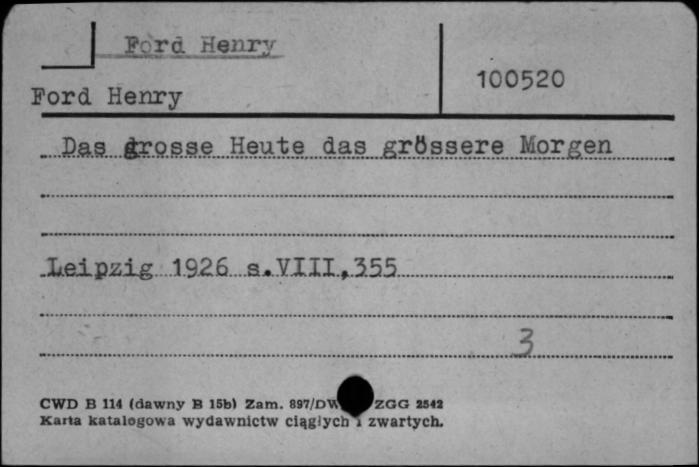 Ford Henry
100520
Ford Henry
Das grosse Heute das grössere Morgen
Leipzig 1926 s.VIII,355
3
CWD B 114 (dawny B 15b) Zam. 897/DW ZGG 2542
Karta katalogowa wydawnictw ciągłych i zwartych.